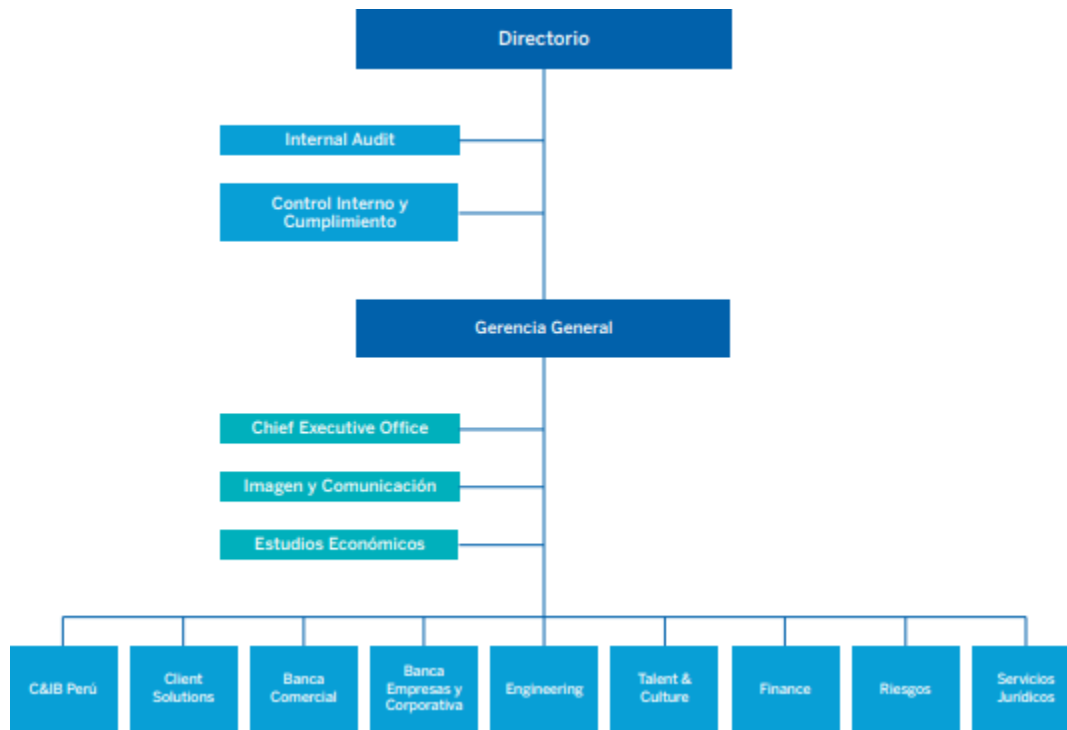 Directorio
Internal Audit
Control Interno y
Cumplimiento
Gerencia General
Chief Executive Office
Imagen y Comunicación
Estudios Económicos
C&IB Perú
Client
Solutions
Banca
Comercial
Banca
Empresas y
Corporativa
Engineering
Talent &
Culture
Finance
Riesgos
Servicios
Jurídicos